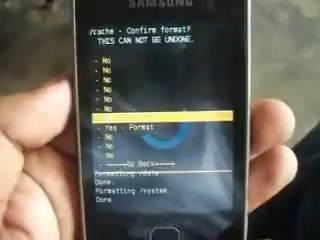 SAMSUNG
/cache - Confirm format?
THIS CAN NOT BE UNDONE.
- No
- No
- No
- No
- No
- No
- Yes - Format
- No
- No
- No
- +++++Go Back+++++
Formatting /data
Done.
Formatting /system
Done